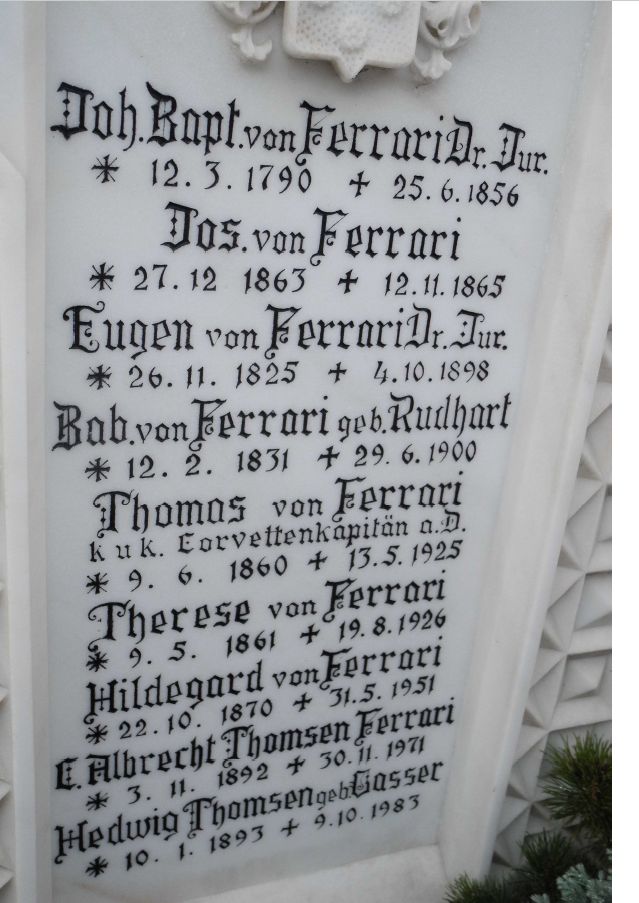 Joh. Bapt. von Ferrari Dr. Jur.
* 12. 3. 1790 + 25. 6. 1856
Jos. von Ferrari
* 27. 12 1863 + 12. 11. 1865
Eugen von Ferrari Dr. Jur.
* 26. 11. 1825 + 4. 10. 1898
Bab. von Ferrari geb. Rudhart
* 12. 2. 1831 + 29. 6. 1900
Thomas von Ferrari
k u k. Corvettenkapitän a. D.
* 9. 6. 1860 + 13. 5. 1925
Therese von Ferrari
* 9. 5. 1861 + 19. 8. 1926
Hildegard von Ferrari
* 22. 10. 1870 + 31. 5. 1951
E. Albrecht Thomsen Ferrari
* 3. 11. 1892 + 30. 11. 1971
Hedwig Thomsen geb. Gasser
* 10. 1. 1893 + 9. 10. 1983